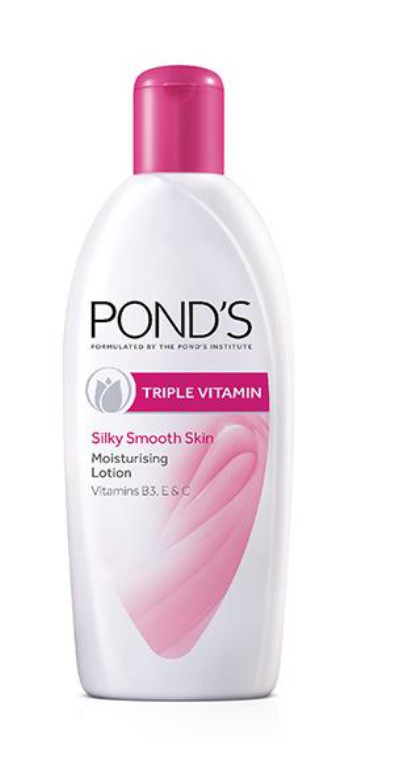 POND'S
FORMULATED BY THE POND'S INSTITUTE
TRIPLE VITAMIN
Silky Smooth Skin
Moisturising
Lotion
Vitamins B3, E & C